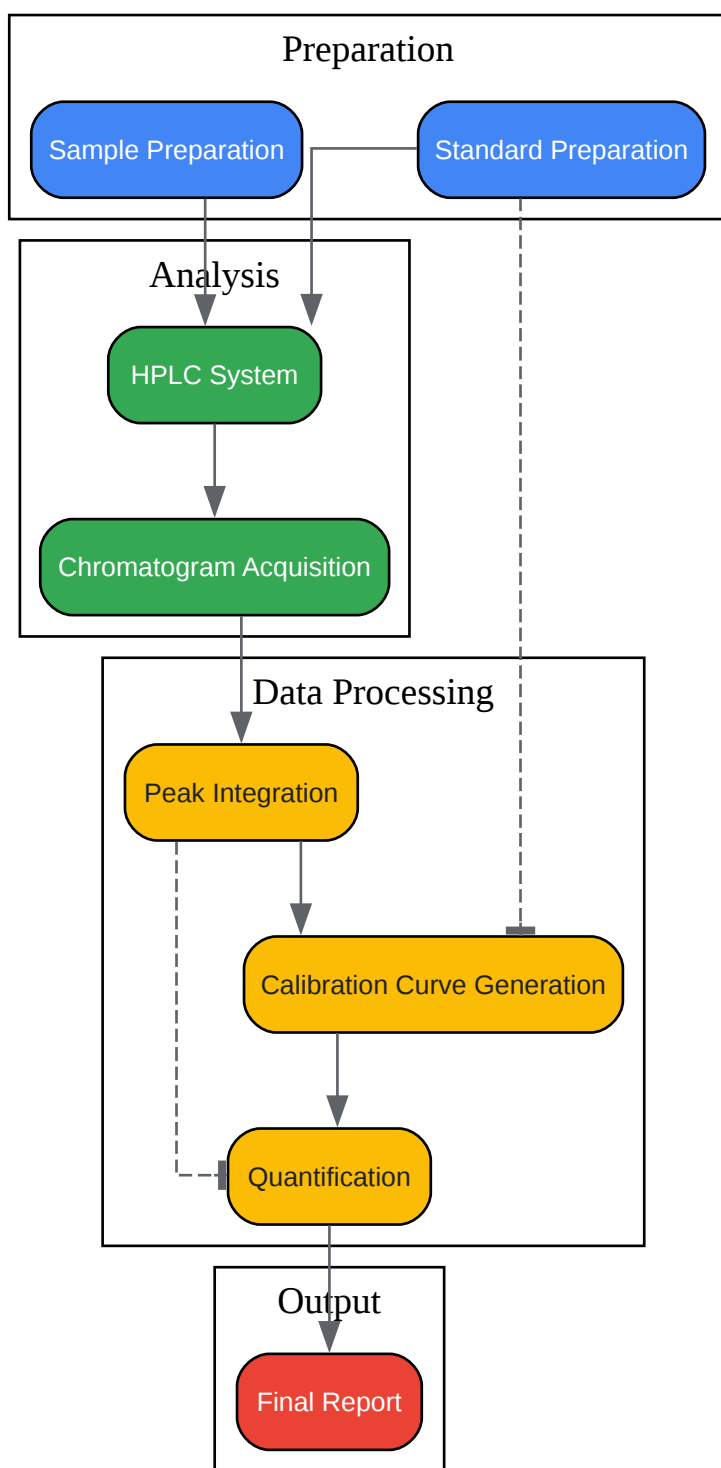 Preparation
Sample Preparation
Standard Preparation
Analysis
HPLC System
Chromatogram Acquisition
Data Processing
Peak Integration
Calibration Curve Generation
Quantification
Output
Final Report